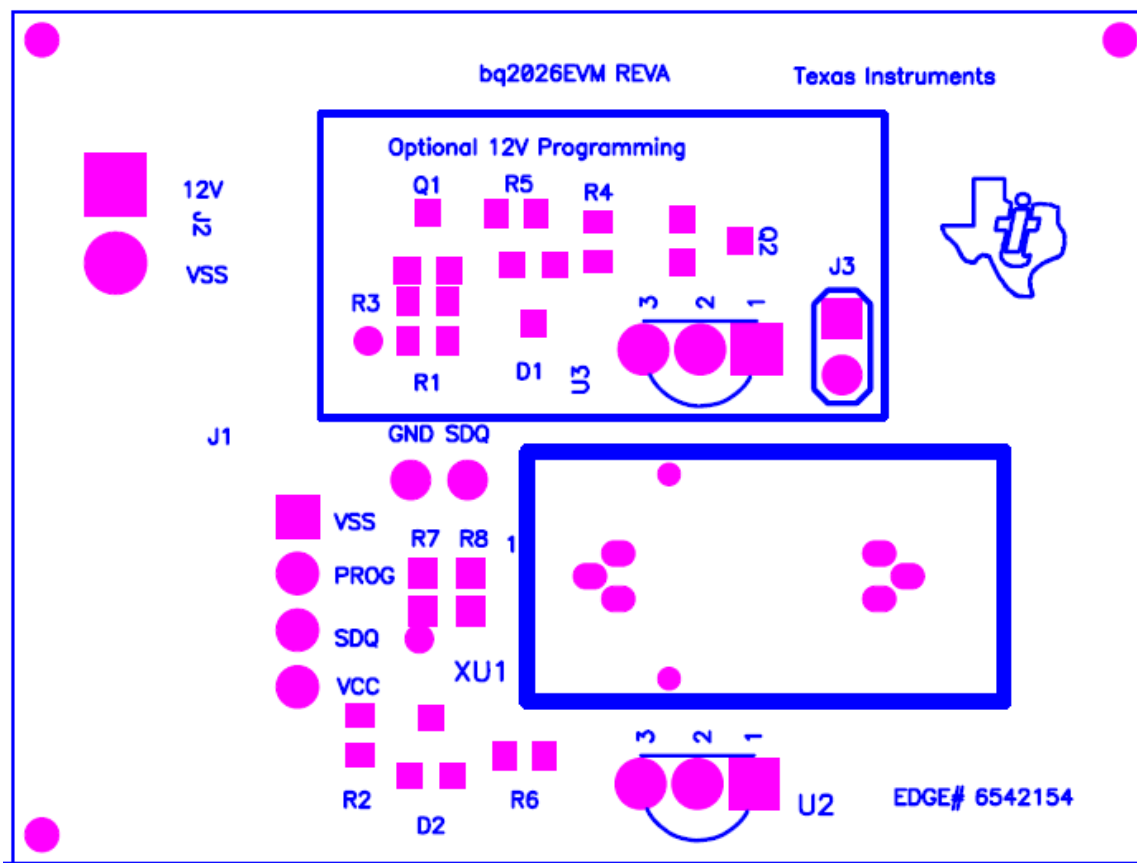 bq2026EVM REVA
Texas Instruments
Optional 12V Programming
12V
J2
VSS
Q1
R5
R4
Q2
J3
R3
3 2 1
R1
D1
U3
J1
GND SDQ
VSS
R7 R8 1
PROG
SDQ
XU1
VCC
3 2 1
R2
D2
R6
U2
EDGE# 6542154